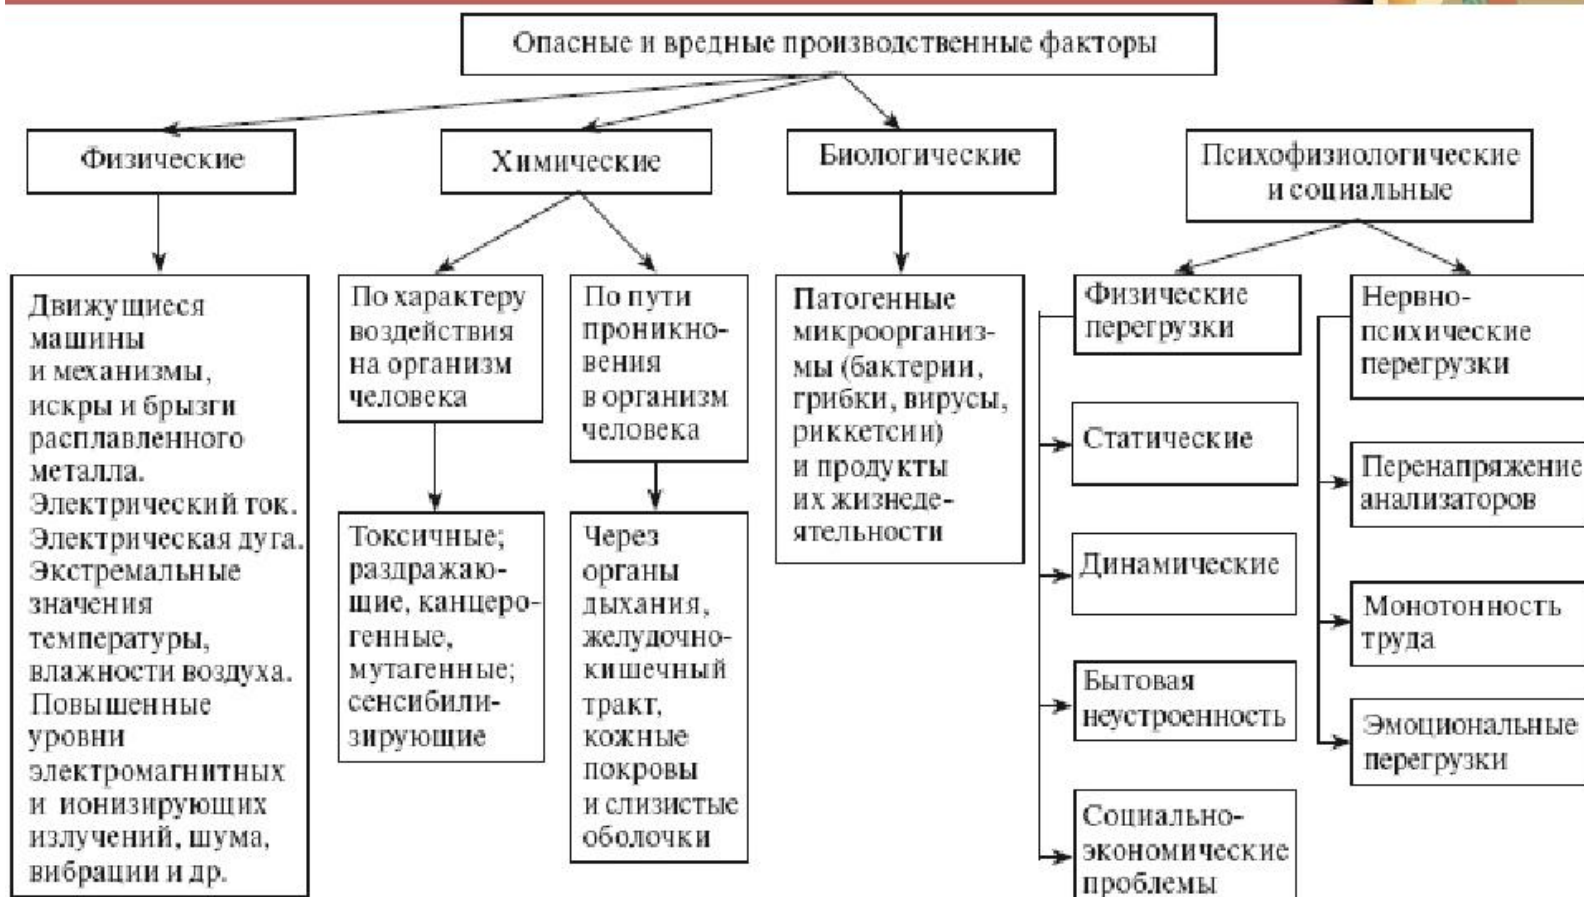 Опасные и вредные производственные факторы
Физические
Химические
Биологические
Психофизиологические
и социальные
Движущиеся
машины
и механизмы,
искры и брызги
расплавленного
металла.
Электрический ток.
Электрическая дуга.
Экстремальные
значения
температуры,
влажности воздуха.
Повышенные
уровни
электромагнитных
и ионизирующих
излучений, шума,
вибрации и др.
По характеру
воздействия
на организм
человека
Токсичные;
раздражаю-
щие, канцеро-
генные,
мутагенные;
сенсибили-
зирующие
По пути
проникно-
вения
в организм
человека
Через
органы
дыхания,
желудочно-
кишечный
тракт,
кожные
покровы
и слизистые
оболочки
Патогенные
микроорганиз-
мы (бактерии,
грибки, вирусы,
риккетсии)
и продукты
их жизнеде-
ятельности
Физические
перегрузки
Статические
Динамические
Бытовая
неустроенность
Социально-
экономические
проблемы
Нервно-
психические
перегрузки
Перенапряжение
анализаторов
Монотонность
труда
Эмоциональные
перегрузки